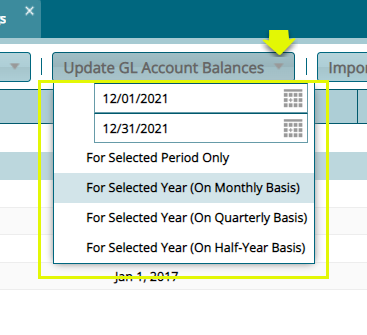 s
Update GL Account Balances
Impor
12/01/2021
12/31/2021
For Selected Period Only
For Selected Year (On Monthly Basis)
For Selected Year (On Quarterly Basis)
For Selected Year (On Half-Year Basis)
Jan 1, 2017